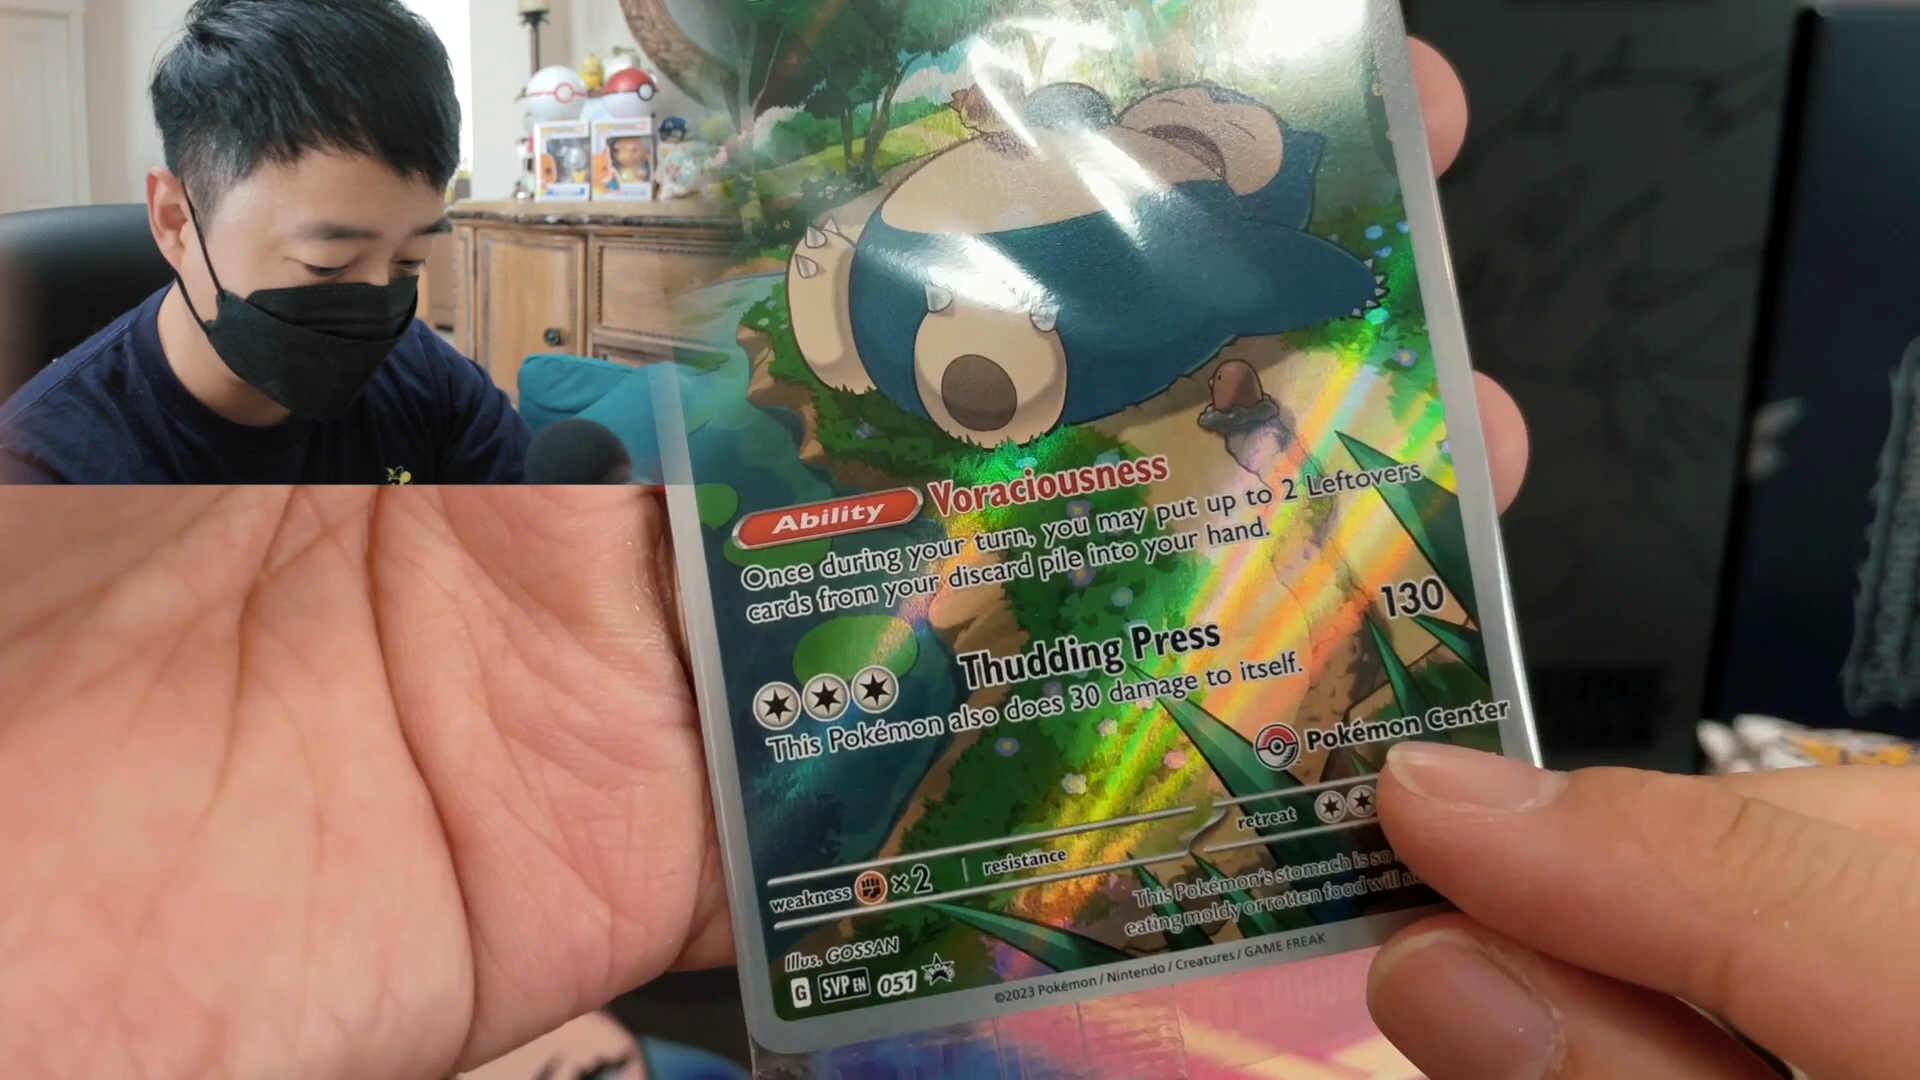 Ability Voraciousness
Once during your turn, you may put up to 2 Leftovers
cards from your discard pile into your hand.
Thudding Press 130
This Pokémon also does 30 damage to itself.
Pokémon Center
weakness ×2 resistance retreat
This Pokémon's stomach is so
eating moldy or rotten food will
Illus. GOSSAN
G SVP EN 051
©2023 Pokémon / Nintendo / Creatures / GAME FREAK